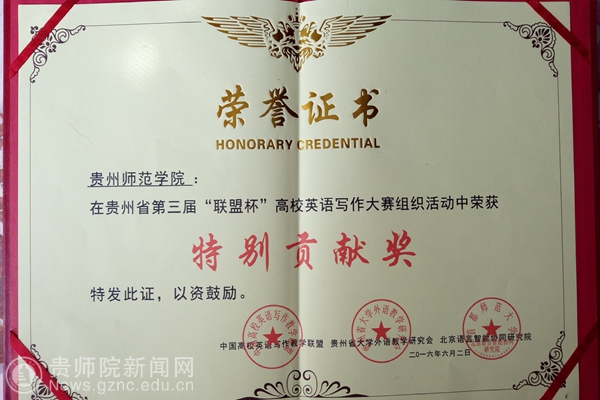 荣誉证书
HONORARY CREDENTIAL
贵州师范学院：
在贵州省第三届“联盟杯”高校英语写作大赛组织活动中荣获
特别贡献奖
特发此证，以资鼓励。
中国高校英语写作教学联盟 贵州省大学外语教学研究会 北京语言智能协同研究院
二〇一六年六月二日
贵师院新闻网
News.gznc.edu.cn